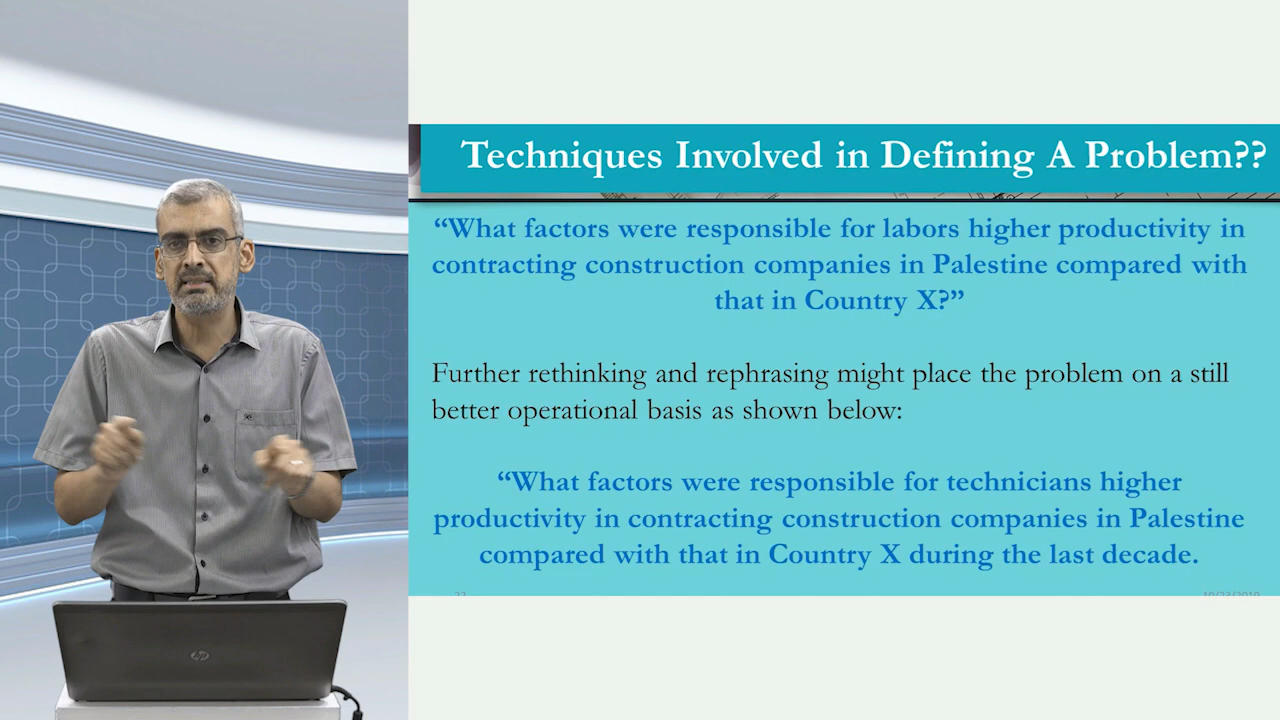 Techniques Involved in Defining A Problem??
“What factors were responsible for labors higher productivity in
contracting construction companies in Palestine compared with
that in Country X?”
Further rethinking and rephrasing might place the problem on a still
better operational basis as shown below:
“What factors were responsible for technicians higher
productivity in contracting construction companies in Palestine
compared with that in Country X during the last decade.
hp